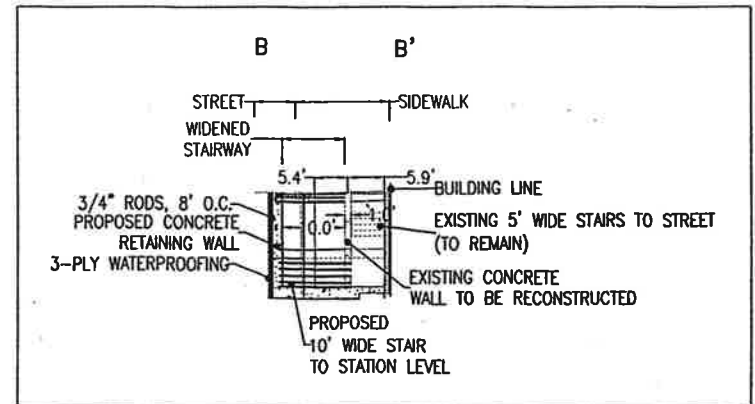 B B'
STREET SIDEWALK
WIDENED
STAIRWAY
5.4' 5.9'
BUILDING LINE
3/4" RODS, 8' O.C.
PROPOSED CONCRETE
RETAINING WALL
3-PLY WATERPROOFING
EXISTING 5' WIDE STAIRS TO STREET
(TO REMAIN)
EXISTING CONCRETE
WALL TO BE RECONSTRUCTED
PROPOSED
10' WIDE STAIR
TO STATION LEVEL